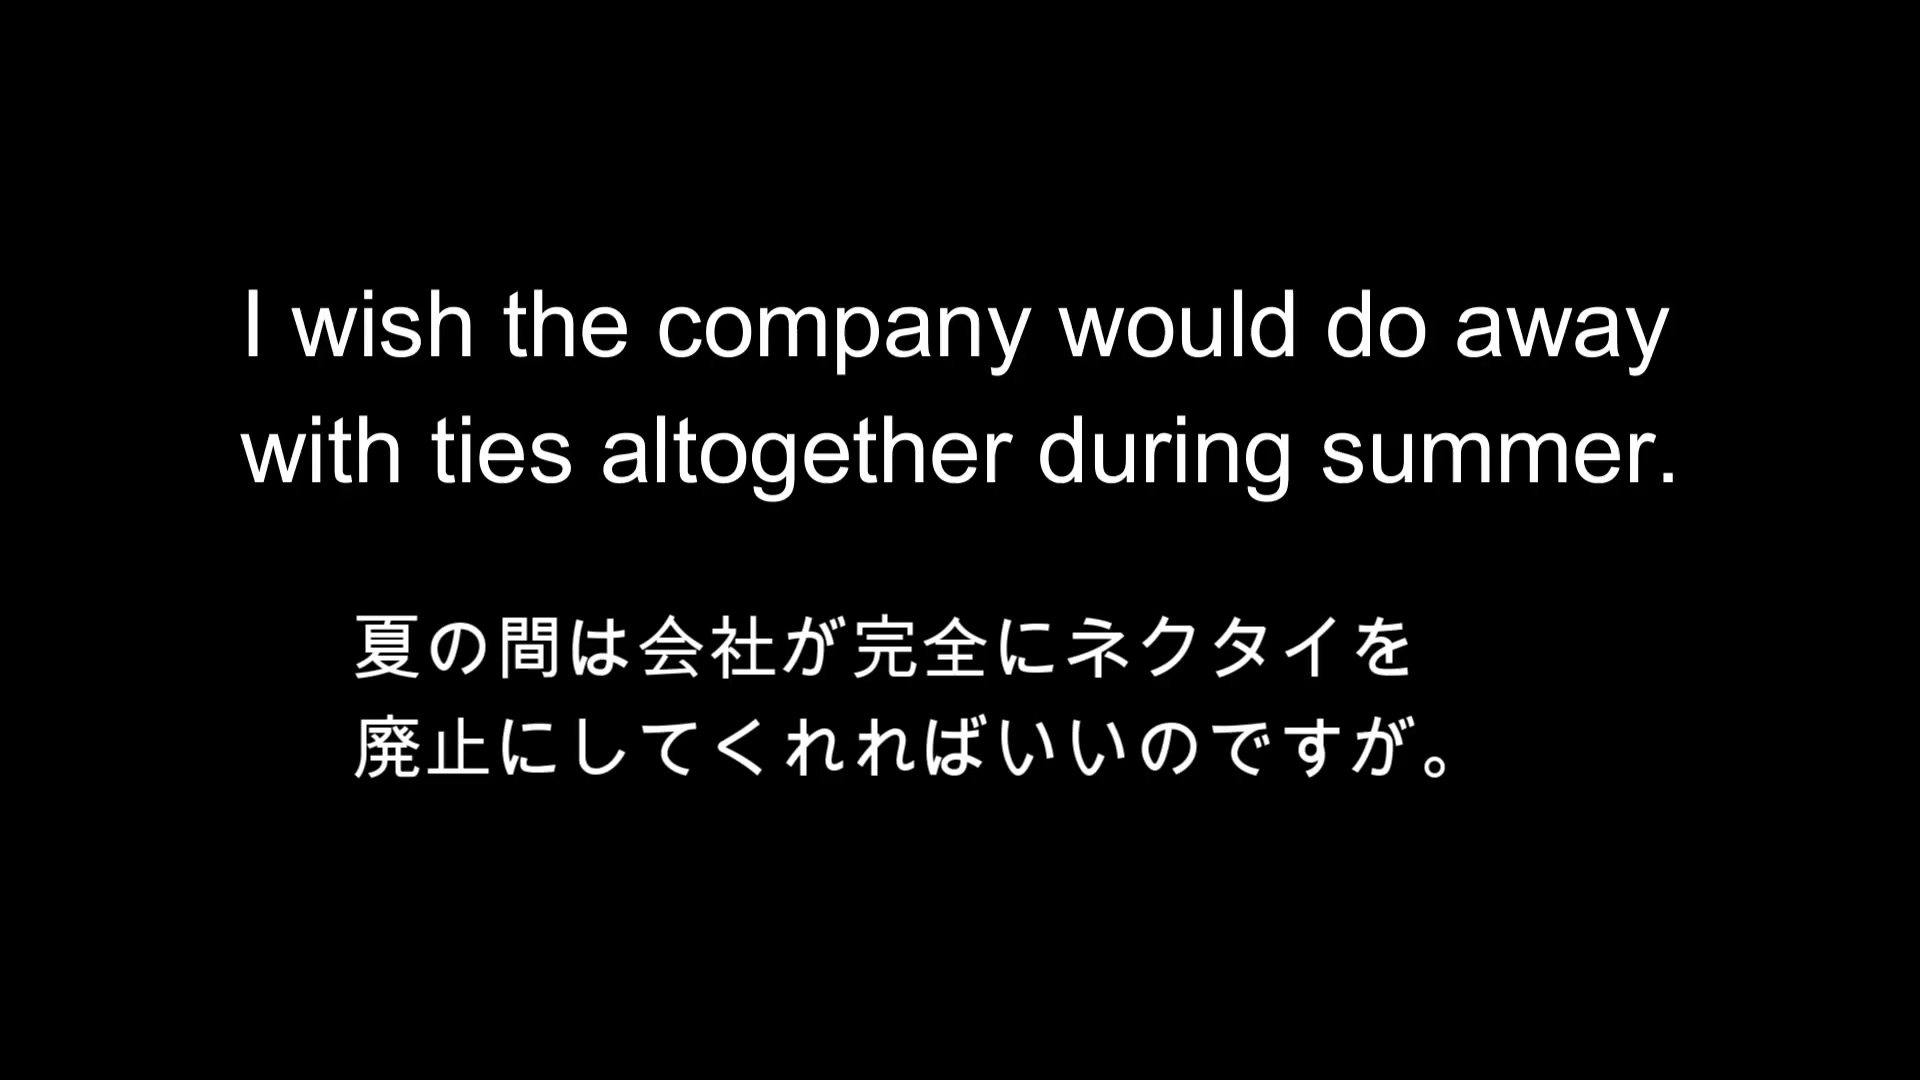 I wish the company would do away
with ties altogether during summer.
夏の間は会社が完全にネクタイを
廃止にしてくれればいいのですが。